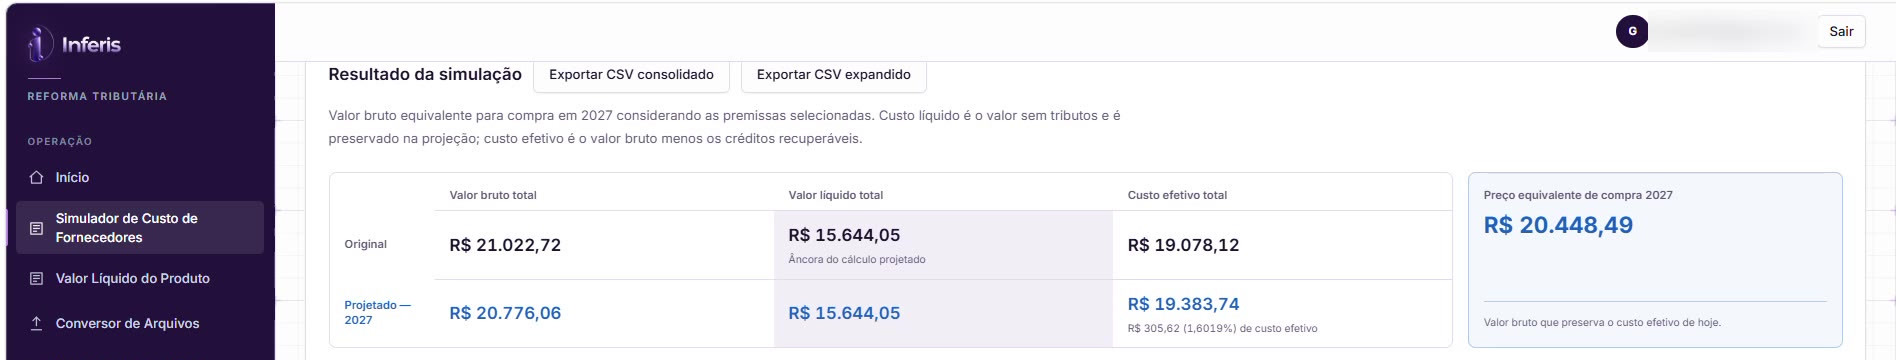 Inferis
G
Sair
REFORMA TRIBUTÁRIA
OPERAÇÃO
Início
Simulador de Custo de
Fornecedores
Valor Líquido do Produto
Conversor de Arquivos
Resultado da simulação
Exportar CSV consolidado
Exportar CSV expandido
Valor bruto equivalente para compra em 2027 considerando as premissas selecionadas. Custo líquido é o valor sem tributos e é
preservado na projeção; custo efetivo é o valor bruto menos os créditos recuperáveis.
Valor bruto total
Valor líquido total
Custo efetivo total
Original
R$ 21.022,72
R$ 15.644,05
Âncora do cálculo projetado
R$ 19.078,12
Projetado —
2027
R$ 20.776,06
R$ 15.644,05
R$ 19.383,74
R$ 305,62 (1,6019%) de custo efetivo
Preço equivalente de compra 2027
R$ 20.448,49
Valor bruto que preserva o custo efetivo de hoje.